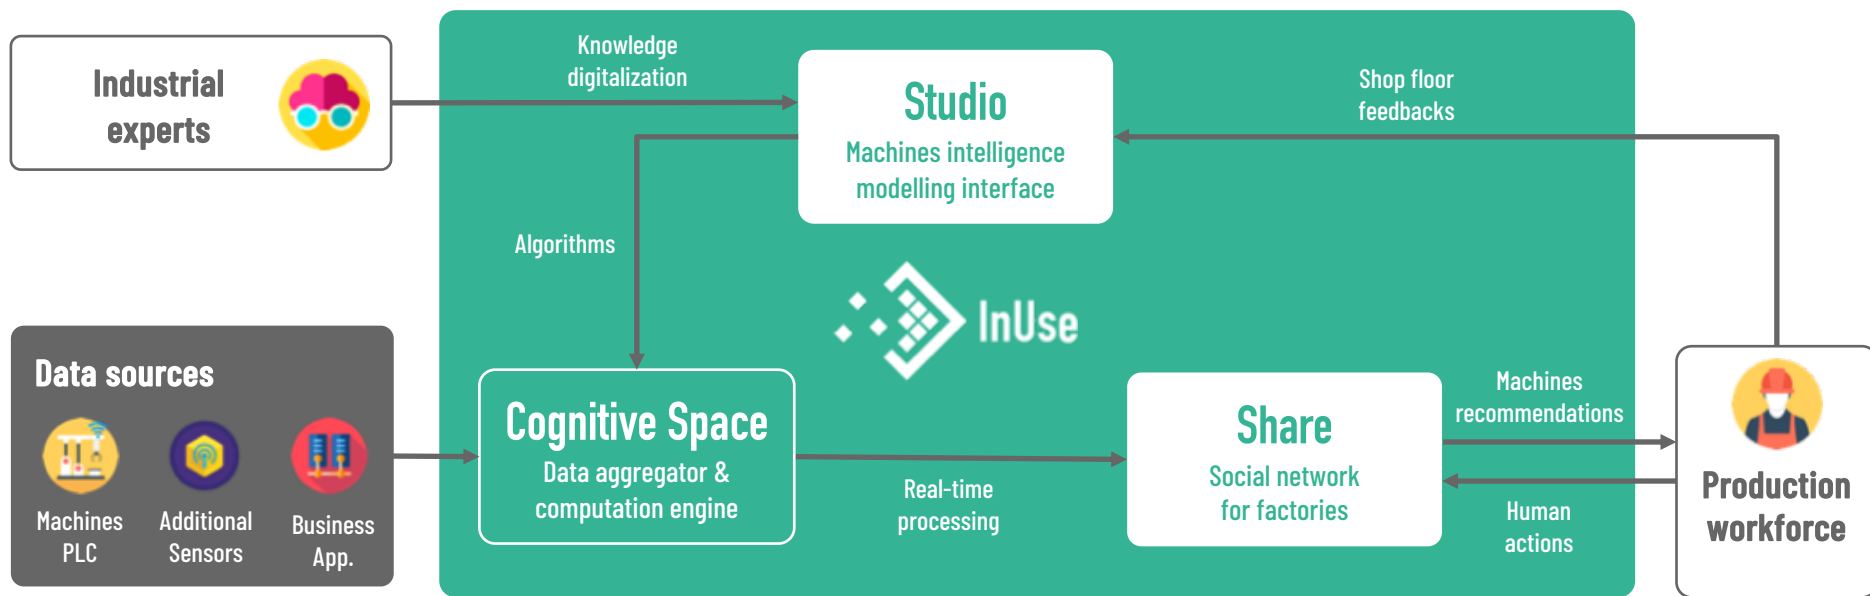 Industrial
experts
Knowledge
digitalization
Studio
Machines intelligence
modelling interface
Shop floor
feedbacks
Algorithms
InUse
Data sources
Machines
PLC
Additional
Sensors
Business
App.
Cognitive Space
Data aggregator &
computation engine
Real-time
processing
Share
Social network
for factories
Machines
recommendations
Human
actions
Production
workforce